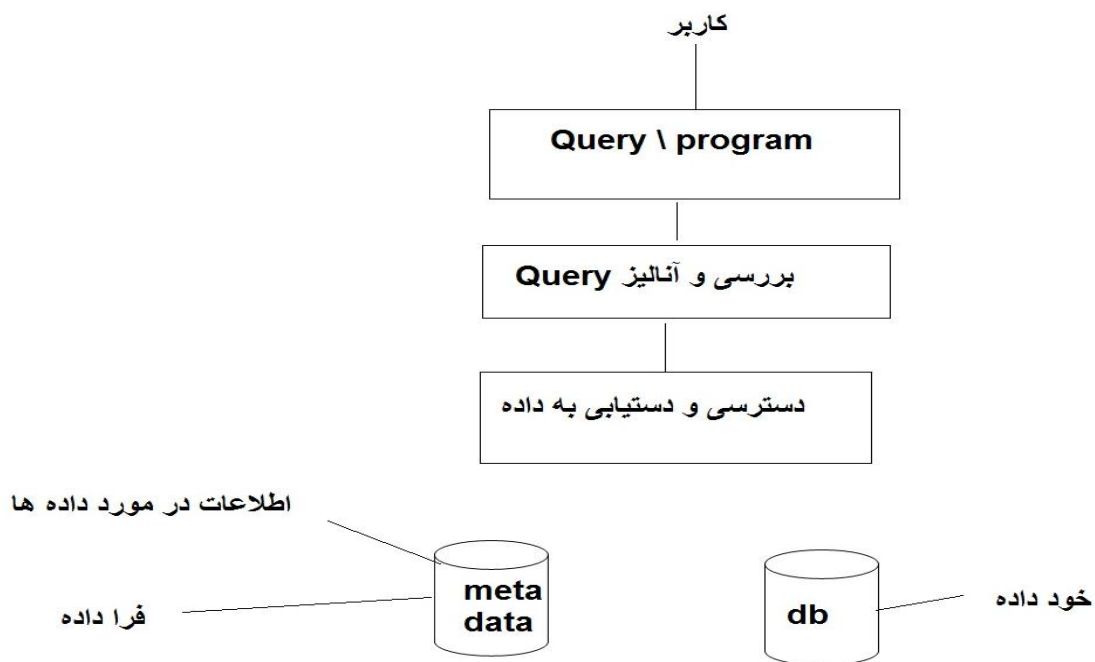 کاربر
Query \ program
بررسی و آنالیز Query
دسترسی و دستیابی به داده
اطلاعات در مورد داده ها
فرا داده
meta
data
db
خود داده